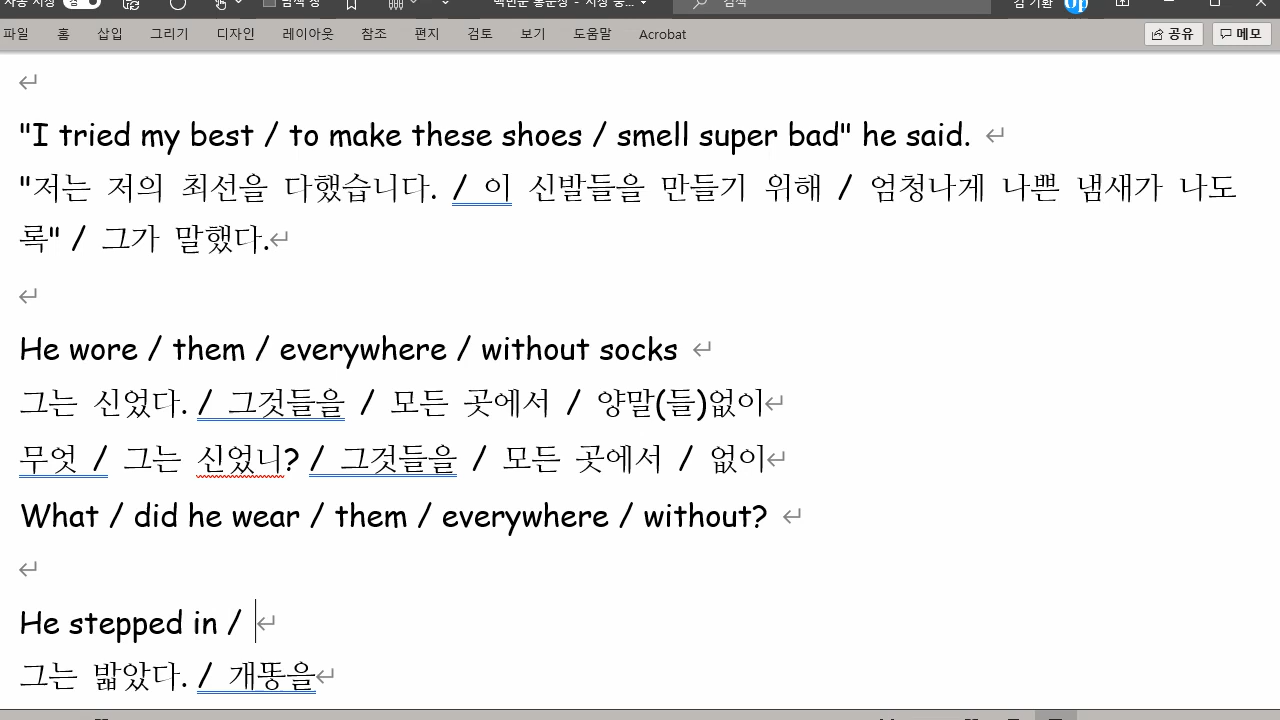 검색
파일 홈 삽입 그리기 디자인 레이아웃 참조 편지 검토 보기 도움말 Acrobat 공유 메모
"I tried my best / to make these shoes / smell super bad" he said.
"저는 저의 최선을 다했습니다. / 이 신발들을 만들기 위해 / 엄청나게 나쁜 냄새가 나도
록" / 그가 말했다.
He wore / them / everywhere / without socks
그는 신었다. / 그것들을 / 모든 곳에서 / 양말(들)없이
무엇 / 그는 신었니? / 그것들을 / 모든 곳에서 / 없이
What / did he wear / them / everywhere / without?
He stepped in /
그는 밟았다. / 개똥을